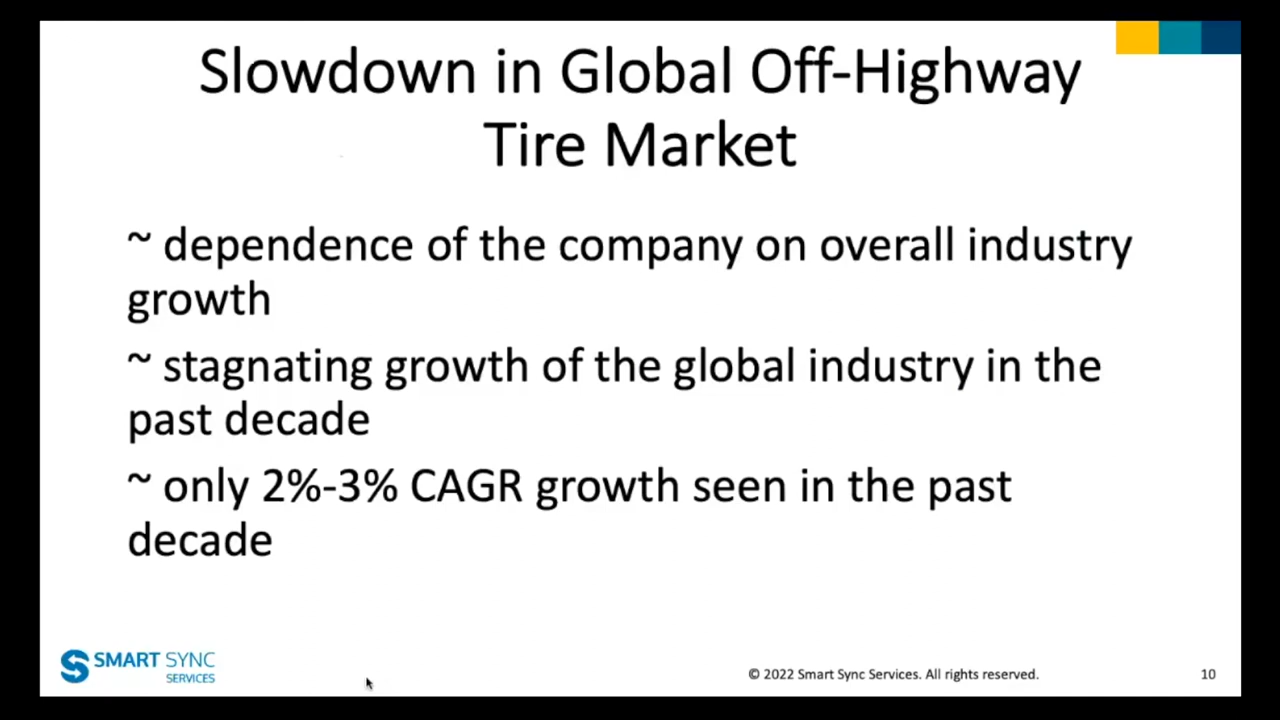 Slowdown in Global Off-Highway
Tire Market
~ dependence of the company on overall industry
growth
~ stagnating growth of the global industry in the
past decade
~ only 2%-3% CAGR growth seen in the past
decade
SMART SYNC
SERVICES
© 2022 Smart Sync Services. All rights reserved.
10